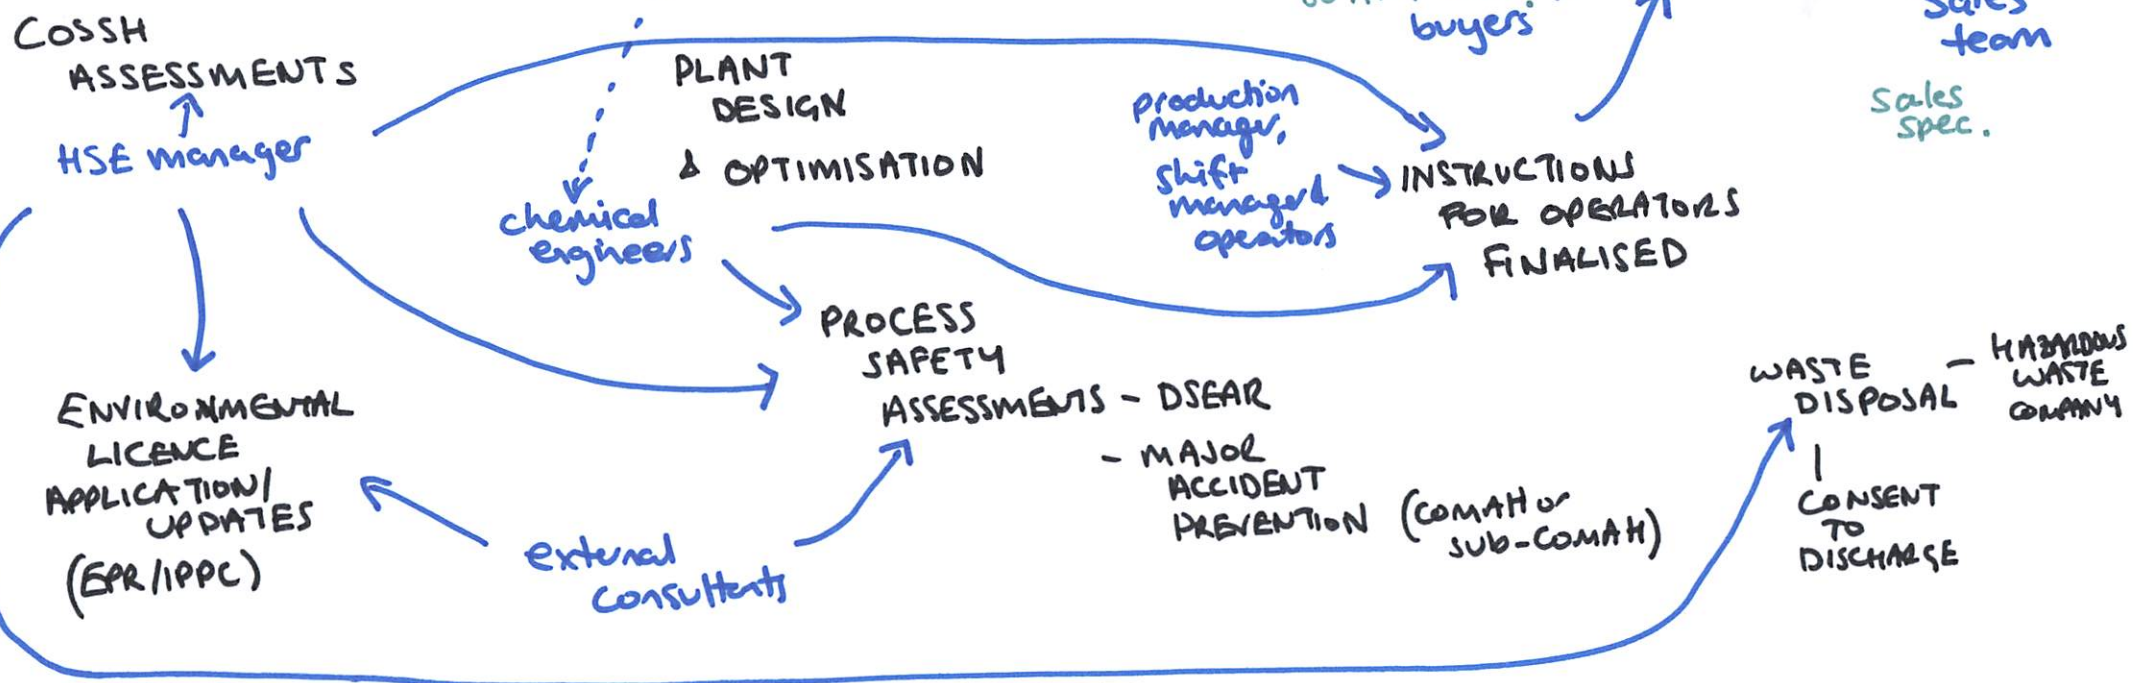 COSSH
ASSESSMENTS
HSE manager
PLANT
DESIGN
& OPTIMISATION
chemical
engineers
buyers
sales
team
sales
spec.
production
manager,
shift
manager &
operators
INSTRUCTIONS
FOR OPERATORS
FINALISED
PROCESS
SAFETY
ASSESSMENTS - DSEAR
- MAJOR
ACCIDENT
PREVENTION (COMAH or
SUB-COMAH)
WASTE
DISPOSAL
- HAZARDOUS
WASTE
COMPANY
CONSENT
TO
DISCHARGE
ENVIRONMENTAL
LICENCE
APPLICATION/
UPDATES
(EPR/IPPC)
external
consultants